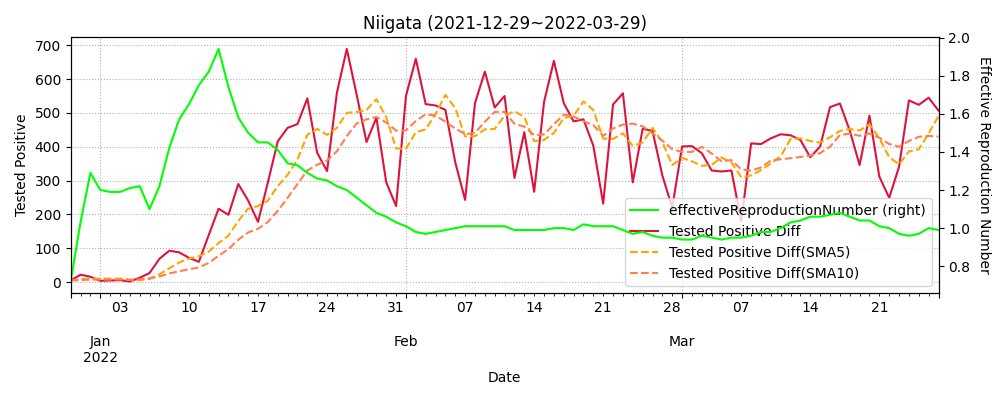 Niigata (2021-12-29~2022-03-29)
Tested Positive
700
600
500
400
300
200
100
0
2.0
1.8
1.6
1.4
1.2
1.0
0.8
Effective Reproduction Number
effectiveReproductionNumber (right)
Tested Positive Diff
Tested Positive Diff(SMA5)
Tested Positive Diff(SMA10)
03 10 17 24 31 07 14 21 28 07 14 21
Jan Feb Mar
2022
Date